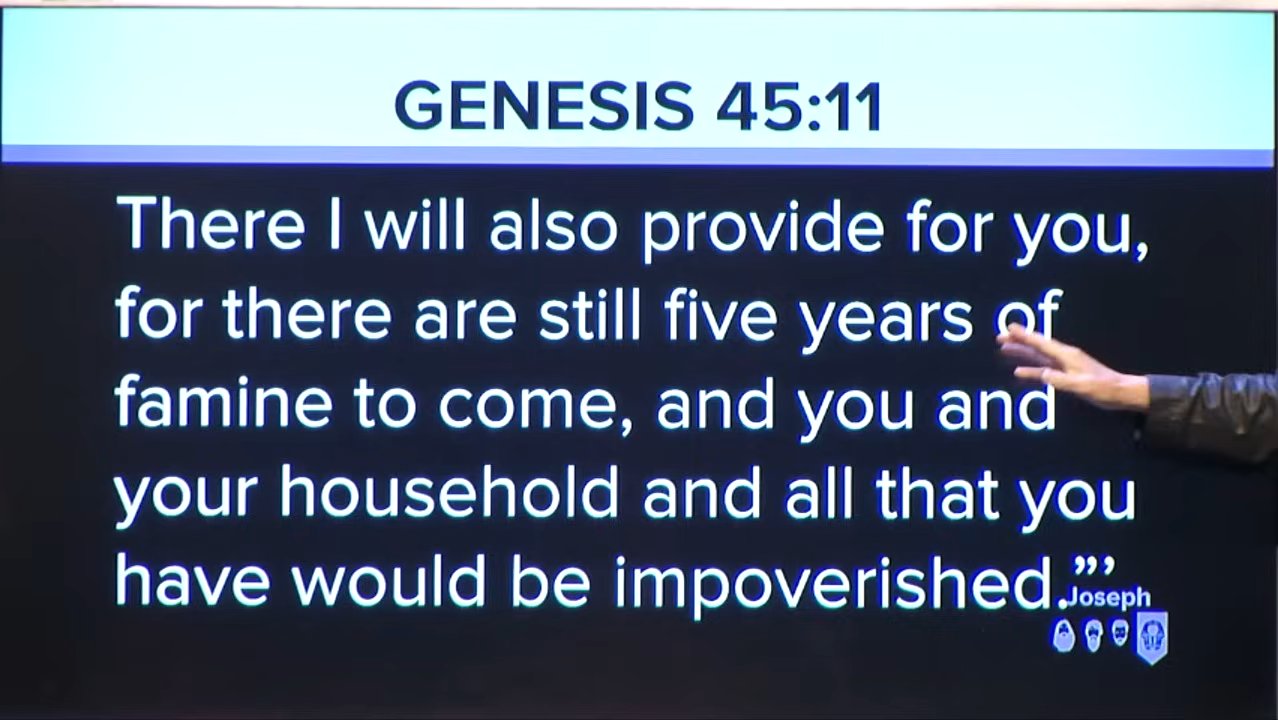 GENESIS 45:11
There I will also provide for you,
for there are still five years of
famine to come, and you and
your household and all that you
have would be impoverished.”’
Joseph